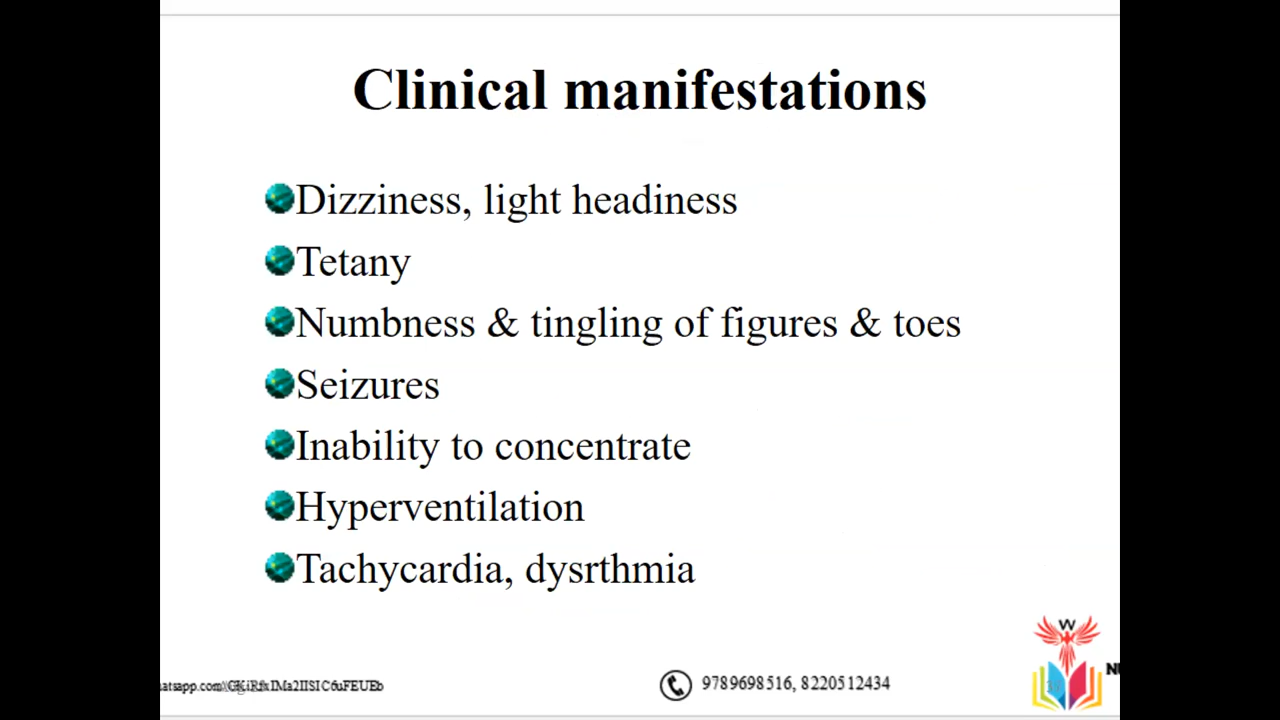 Clinical manifestations
Dizziness, light headiness
Tetany
Numbness & tingling of figures & toes
Seizures
Inability to concentrate
Hyperventilation
Tachycardia, dysrthmia
W
9789698516, 8220512434